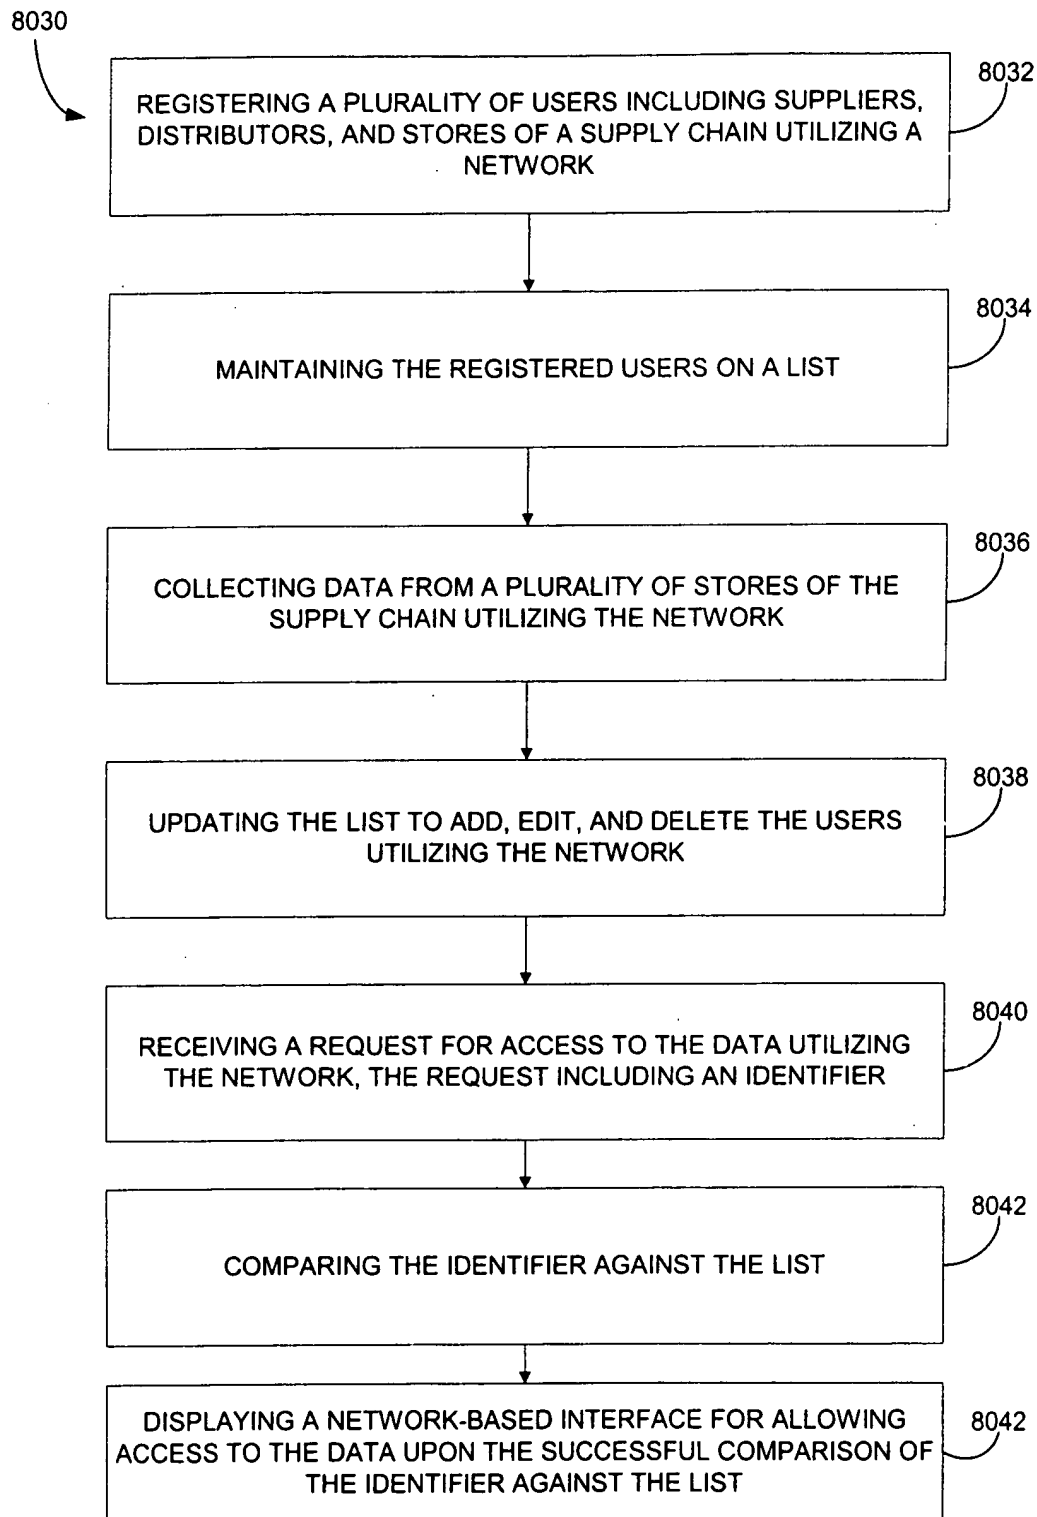 8030
8032
REGISTERING A PLURALITY OF USERS INCLUDING SUPPLIERS,
DISTRIBUTORS, AND STORES OF A SUPPLY CHAIN UTILIZING A
NETWORK
8034
MAINTAINING THE REGISTERED USERS ON A LIST
8036
COLLECTING DATA FROM A PLURALITY OF STORES OF THE
SUPPLY CHAIN UTILIZING THE NETWORK
8038
UPDATING THE LIST TO ADD, EDIT, AND DELETE THE USERS
UTILIZING THE NETWORK
8040
RECEIVING A REQUEST FOR ACCESS TO THE DATA UTILIZING
THE NETWORK, THE REQUEST INCLUDING AN IDENTIFIER
8042
COMPARING THE IDENTIFIER AGAINST THE LIST
8042
DISPLAYING A NETWORK-BASED INTERFACE FOR ALLOWING
ACCESS TO THE DATA UPON THE SUCCESSFUL COMPARISON OF
THE IDENTIFIER AGAINST THE LIST